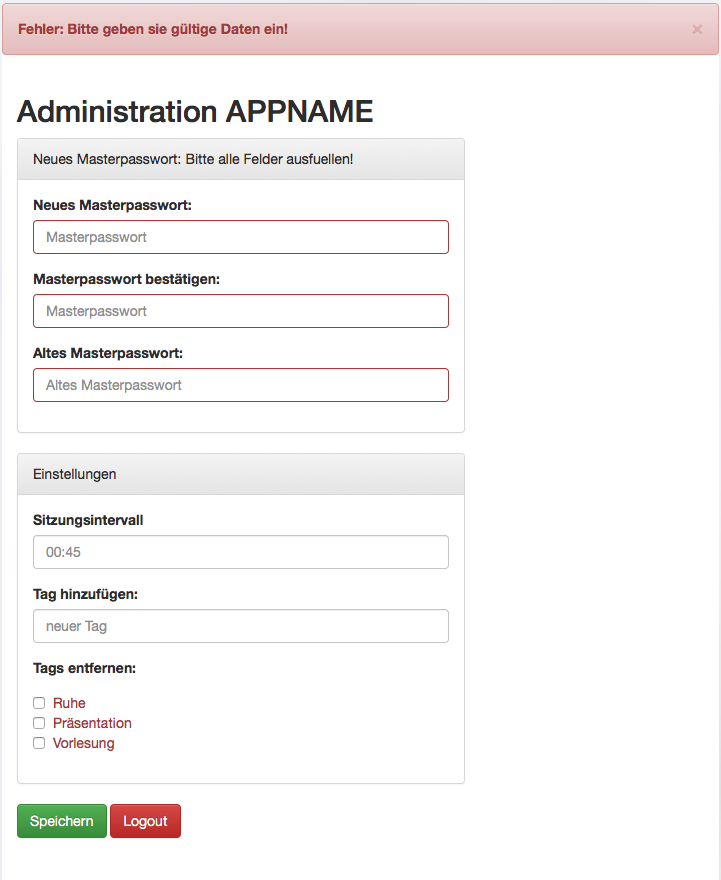 Fehler: Bitte geben sie gültige Daten ein!
×
Administration APPNAME
Neues Masterpasswort: Bitte alle Felder ausfuellen!
Neues Masterpasswort:
Masterpasswort
Masterpasswort bestätigen:
Masterpasswort
Altes Masterpasswort:
Altes Masterpasswort
Einstellungen
Sitzungsintervall
00:45
Tag hinzufügen:
neuer Tag
Tags entfernen:
Ruhe
Präsentation
Vorlesung
Speichern Logout